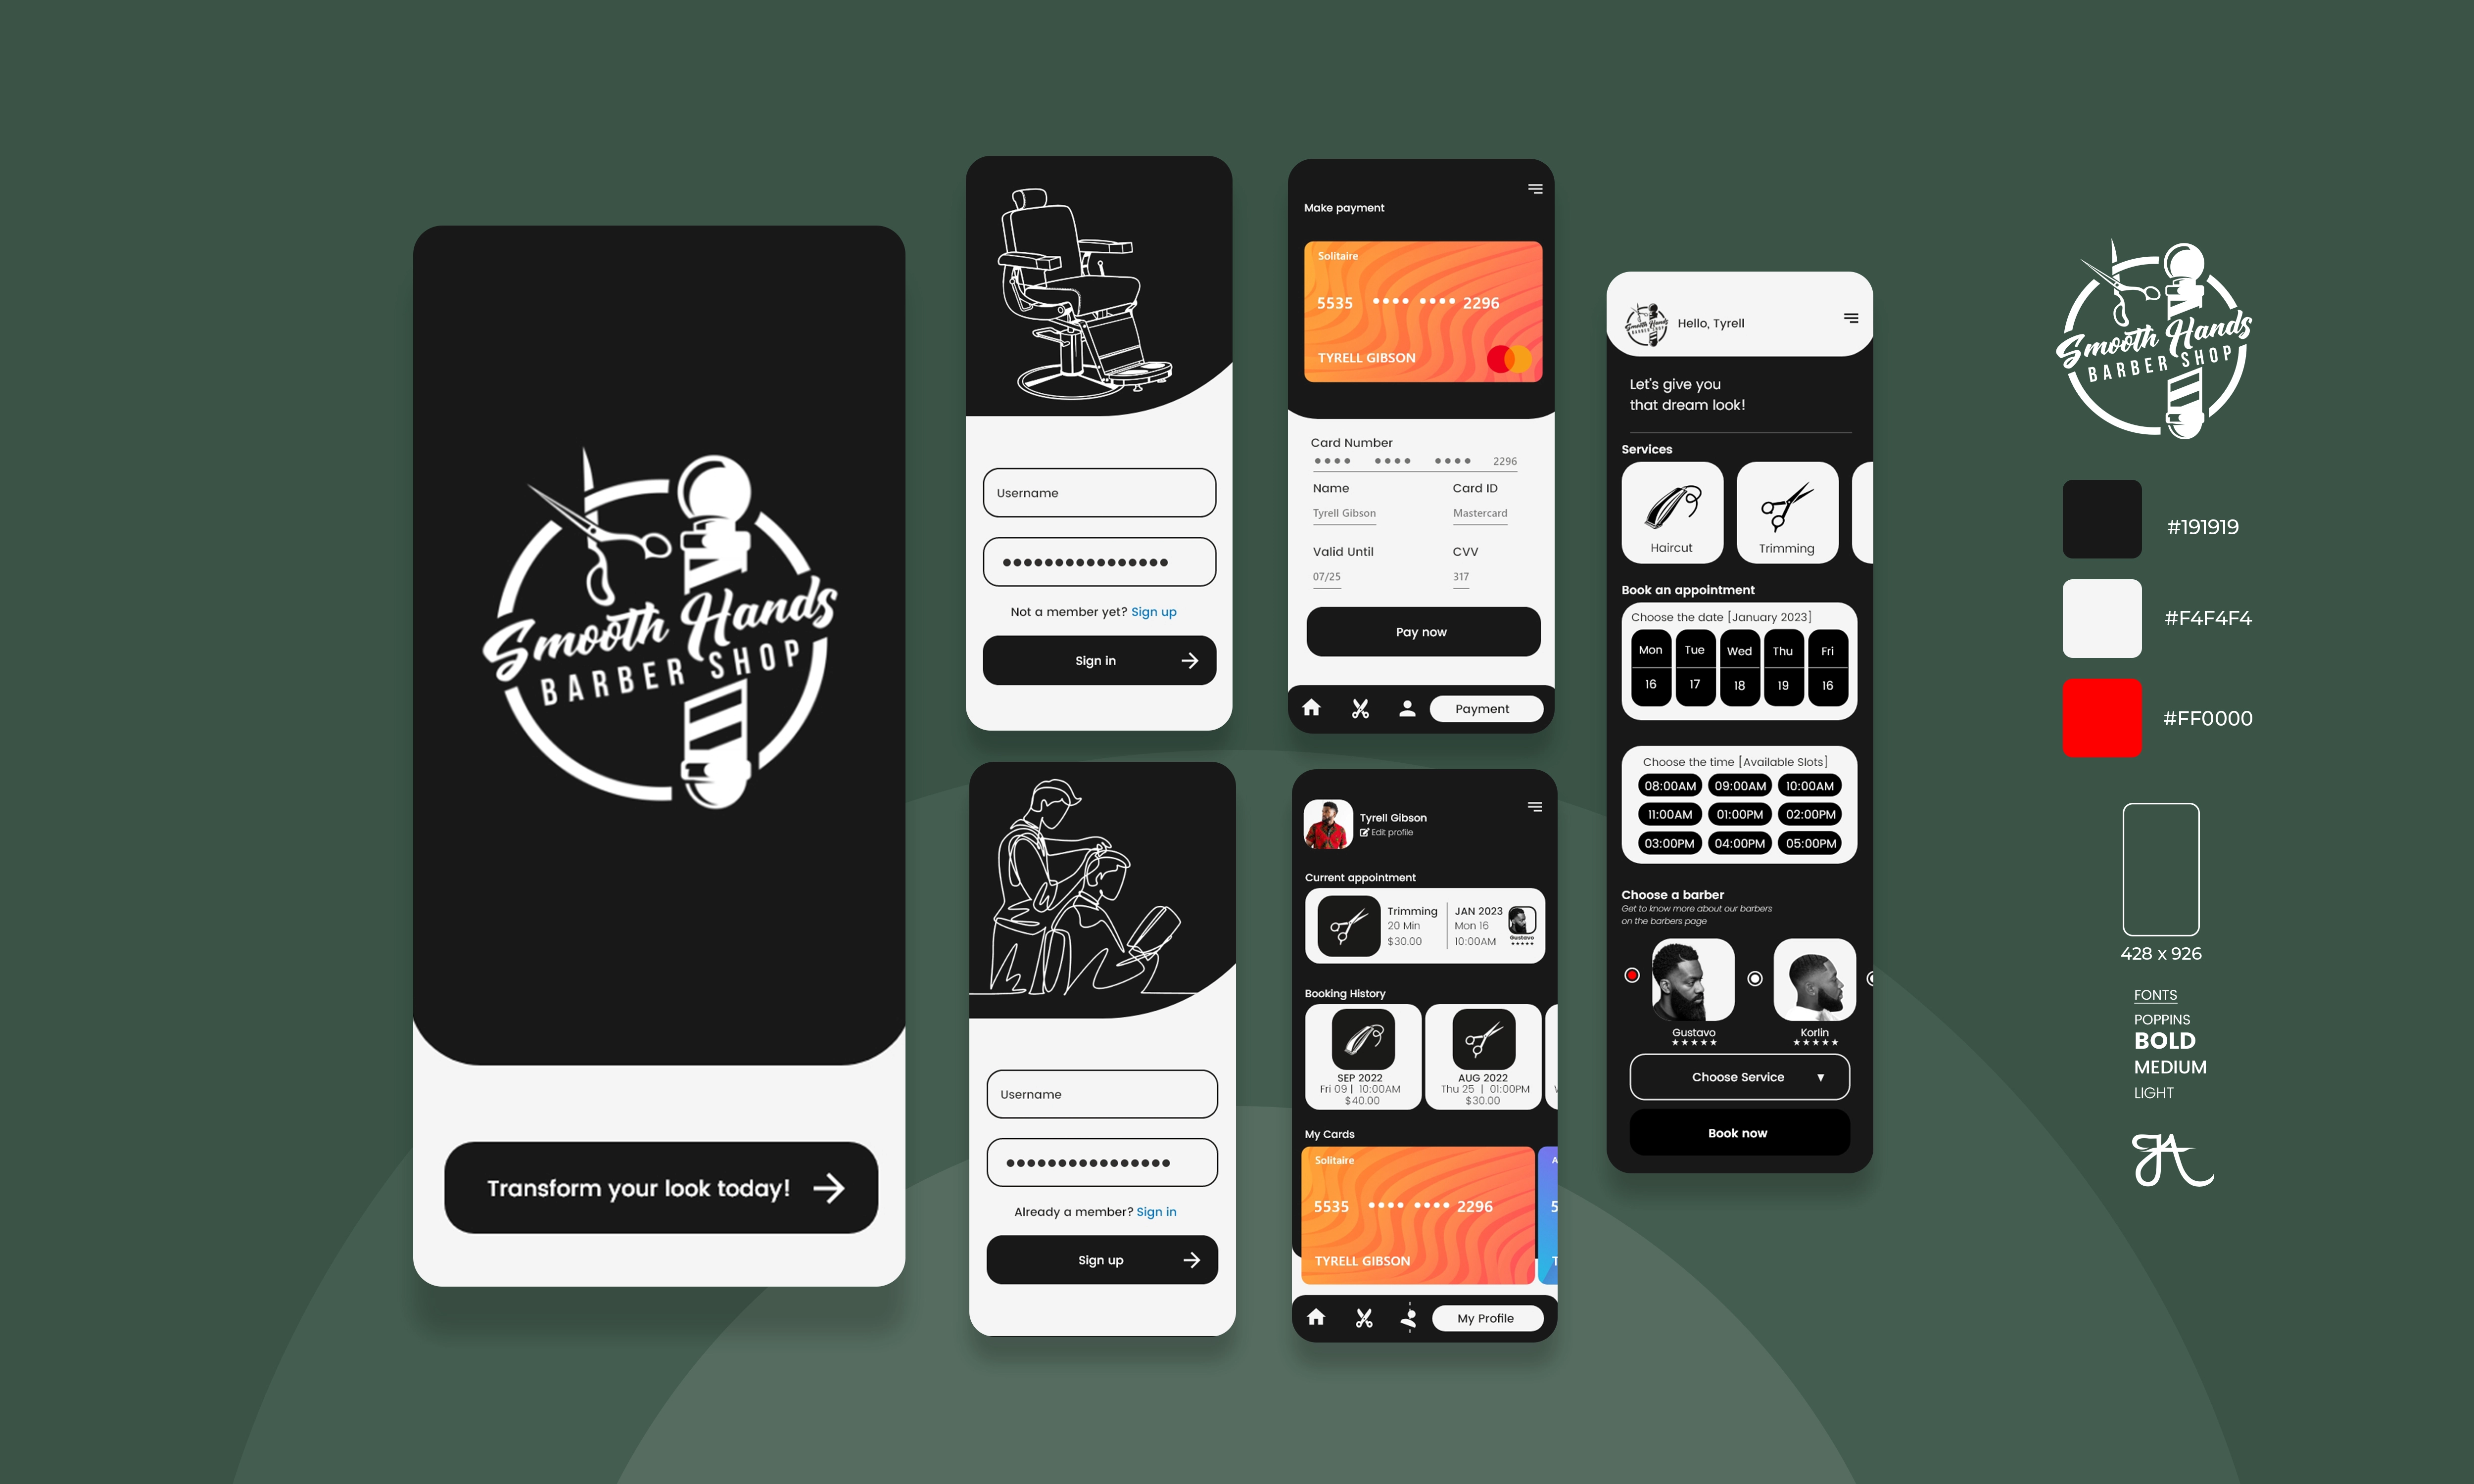 Smooth Hands
BARBER SHOP
Transform your look today!
Username
Not a member yet? Sign up
Sign in
Username
Already a member? Sign in
Sign up
Make payment
Solitaire
5535 •••• •••• 2296
TYRELL GIBSON
Card Number
•••• •••• •••• 2296
Name Card ID
Tyrell Gibson Mastercard
Valid Until CVV
07/25 317
Pay now
Payment
Tyrell Gibson
Edit profile
Current appointment
Trimming JAN 2023
20 Min Mon 16
$30.00 10:00AM
Gustavo
Booking History
SEP 2022 AUG 2022
Fri 09 | 10:00AM Thu 25 | 01:00PM
$40.00 $30.00
My Cards
Solitaire A
5535 •••• •••• 2296 5
TYRELL GIBSON T
My Profile
Smooth Hands
BARBER SHOP
Hello, Tyrell
Let's give you
that dream look!
Services
Haircut Trimming
Book an appointment
Choose the date [January 2023]
Mon Tue Wed Thu Fri
16 17 18 19 16
Choose the time [Available Slots]
08:00AM 09:00AM 10:00AM
11:00AM 01:00PM 02:00PM
03:00PM 04:00PM 05:00PM
Choose a barber
Get to know more about our barbers
on the barbers page
Gustavo Korlin
Choose Service
Book now
Smooth Hands
BARBER SHOP
#191919
#F4F4F4
#FF0000
428 x 926
FONTS
POPPINS
BOLD
MEDIUM
LIGHT